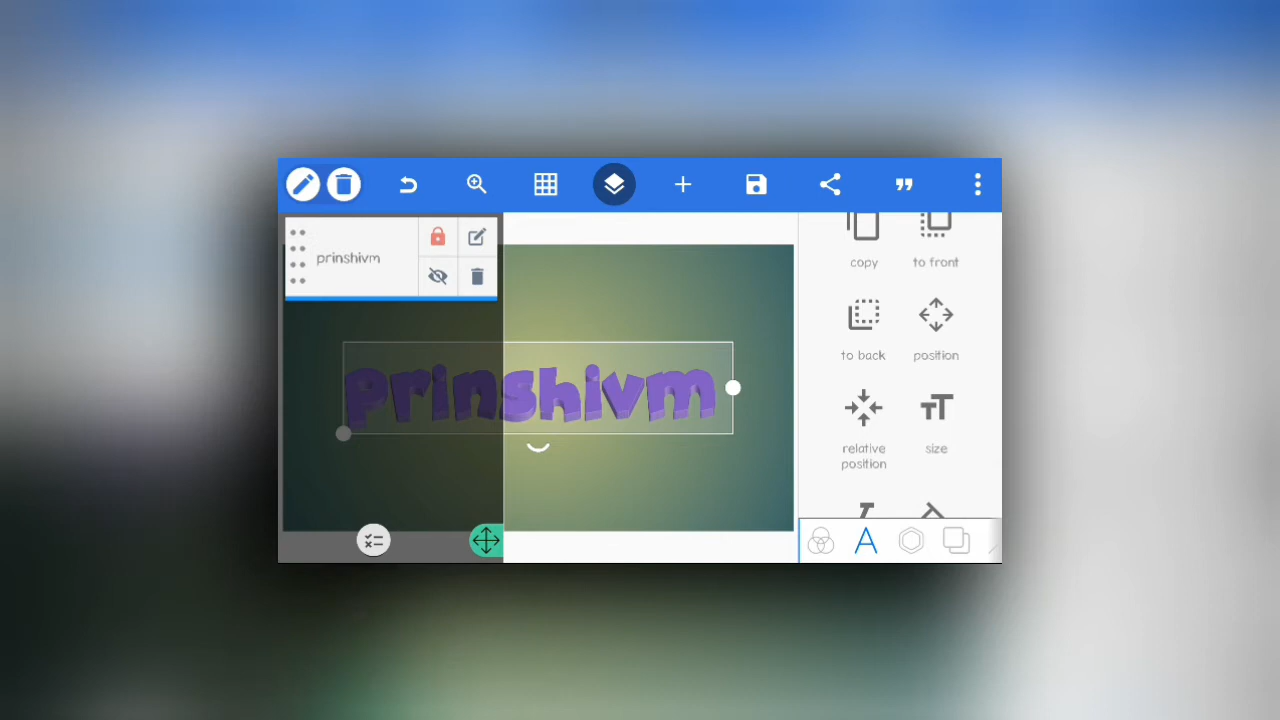 prinshivm
copy
to front
to back
position
prinshivm
relative
position
size